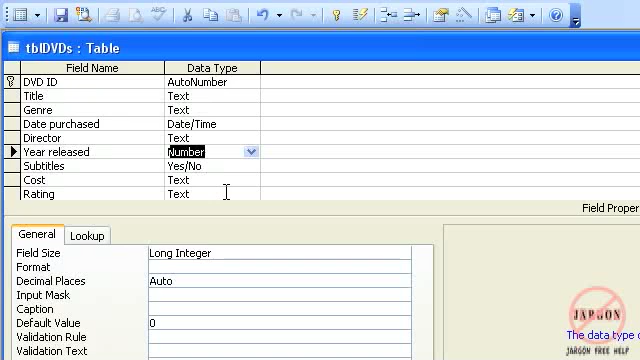 tblDVDs : Table
Field Name Data Type
DVD ID AutoNumber
Title Text
Genre Text
Date purchased Date/Time
Director Text
Year released Number
Subtitles Yes/No
Cost Text
Rating Text
Field Proper
General Lookup
Field Size Long Integer
Format
Decimal Places Auto
Input Mask
Caption
Default Value 0
Validation Rule
Validation Text
JARGON
The data type d
JARGON FREE HELP